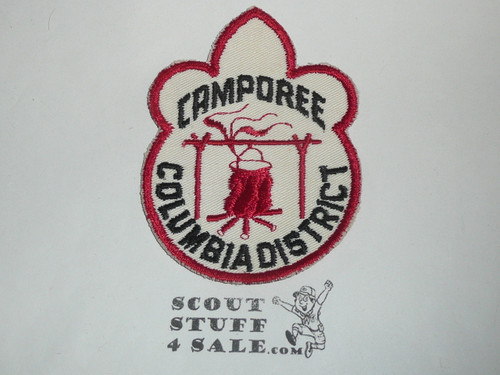 CAMPOREE
COLUMBIA DISTRICT
SCOUT
STUFF
4 SALE.com